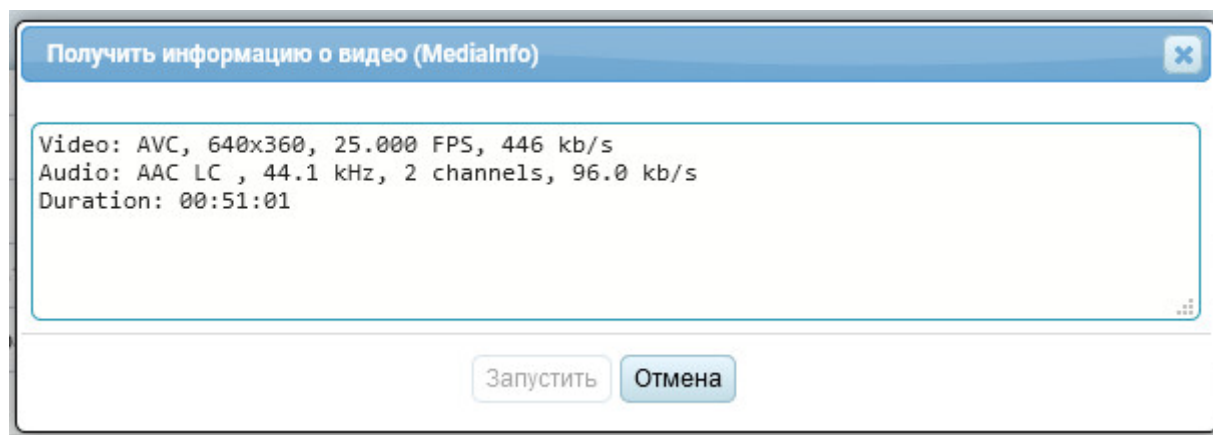 Получить информацию о видео (MediaInfo)
Video: AVC, 640x360, 25.000 FPS, 446 kb/s
Audio: AAC LC , 44.1 kHz, 2 channels, 96.0 kb/s
Duration: 00:51:01
Запустить Отмена